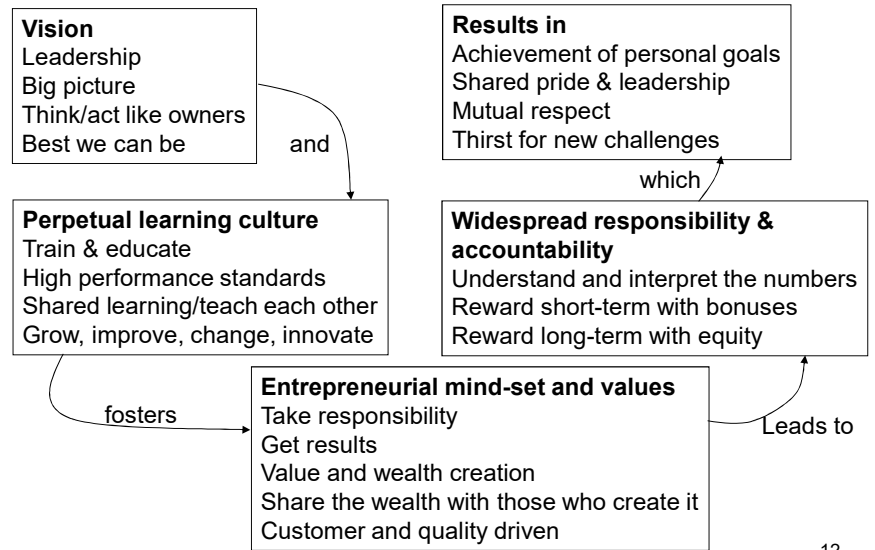 Vision
Leadership
Big picture
Think/act like owners
Best we can be
and
Perpetual learning culture
Train & educate
High performance standards
Shared learning/teach each other
Grow, improve, change, innovate
fosters
Entrepreneurial mind-set and values
Take responsibility
Get results
Value and wealth creation
Share the wealth with those who create it
Customer and quality driven
Leads to
Widespread responsibility &
accountability
Understand and interpret the numbers
Reward short-term with bonuses
Reward long-term with equity
which
Results in
Achievement of personal goals
Shared pride & leadership
Mutual respect
Thirst for new challenges